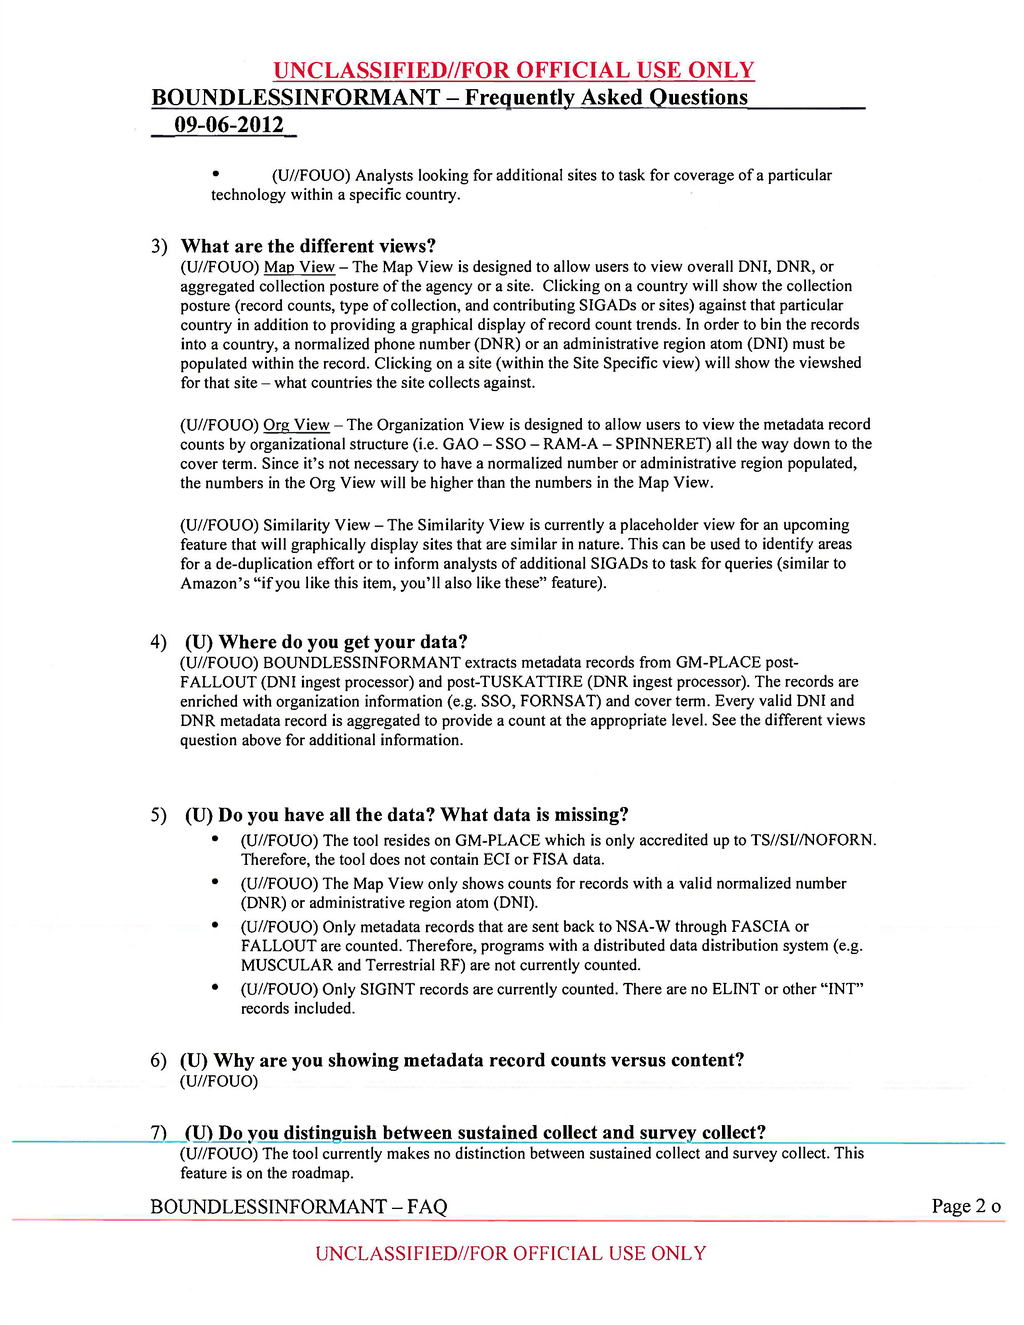 UNCLASSIFIED//FOR OFFICIAL USE ONLY
BOUNDLESSINFORMANT – Frequently Asked Questions
09-06-2012
• (U//FOUO) Analysts looking for additional sites to task for coverage of a particular
technology within a specific country.
3) What are the different views?
(U//FOUO) Map View – The Map View is designed to allow users to view overall DNI, DNR, or
aggregated collection posture of the agency or a site. Clicking on a country will show the collection
posture (record counts, type of collection, and contributing SIGADs or sites) against that particular
country in addition to providing a graphical display of record count trends. In order to bin the records
into a country, a normalized phone number (DNR) or an administrative region atom (DNI) must be
populated within the record. Clicking on a site (within the Site Specific view) will show the viewshed
for that site – what countries the site collects against.
(U//FOUO) Org View – The Organization View is designed to allow users to view the metadata record
counts by organizational structure (i.e. GAO – SSO – RAM-A – SPINNERET) all the way down to the
cover term. Since it's not necessary to have a normalized number or administrative region populated,
the numbers in the Org View will be higher than the numbers in the Map View.
(U//FOUO) Similarity View – The Similarity View is currently a placeholder view for an upcoming
feature that will graphically display sites that are similar in nature. This can be used to identify areas
for a de-duplication effort or to inform analysts of additional SIGADs to task for queries (similar to
Amazon's “if you like this item, you'll also like these” feature).
4) (U) Where do you get your data?
(U//FOUO) BOUNDLESSINFORMANT extracts metadata records from GM-PLACE post-
FALLOUT (DNI ingest processor) and post-TUSKATTIRE (DNR ingest processor). The records are
enriched with organization information (e.g. SSO, FORNSAT) and cover term. Every valid DNI and
DNR metadata record is aggregated to provide a count at the appropriate level. See the different views
question above for additional information.
5) (U) Do you have all the data? What data is missing?
• (U//FOUO) The tool resides on GM-PLACE which is only accredited up to TS//SI//NOFORN.
Therefore, the tool does not contain ECI or FISA data.
• (U//FOUO) The Map View only shows counts for records with a valid normalized number
(DNR) or administrative region atom (DNI).
• (U//FOUO) Only metadata records that are sent back to NSA-W through FASCIA or
FALLOUT are counted. Therefore, programs with a distributed data distribution system (e.g.
MUSCULAR and Terrestrial RF) are not currently counted.
• (U//FOUO) Only SIGINT records are currently counted. There are no ELINT or other “INT”
records included.
6) (U) Why are you showing metadata record counts versus content?
(U//FOUO)
7) (U) Do you distinguish between sustained collect and survey collect?
(U//FOUO) The tool currently makes no distinction between sustained collect and survey collect. This
feature is on the roadmap.
BOUNDLESSINFORMANT – FAQ Page 2 o
UNCLASSIFIED//FOR OFFICIAL USE ONLY